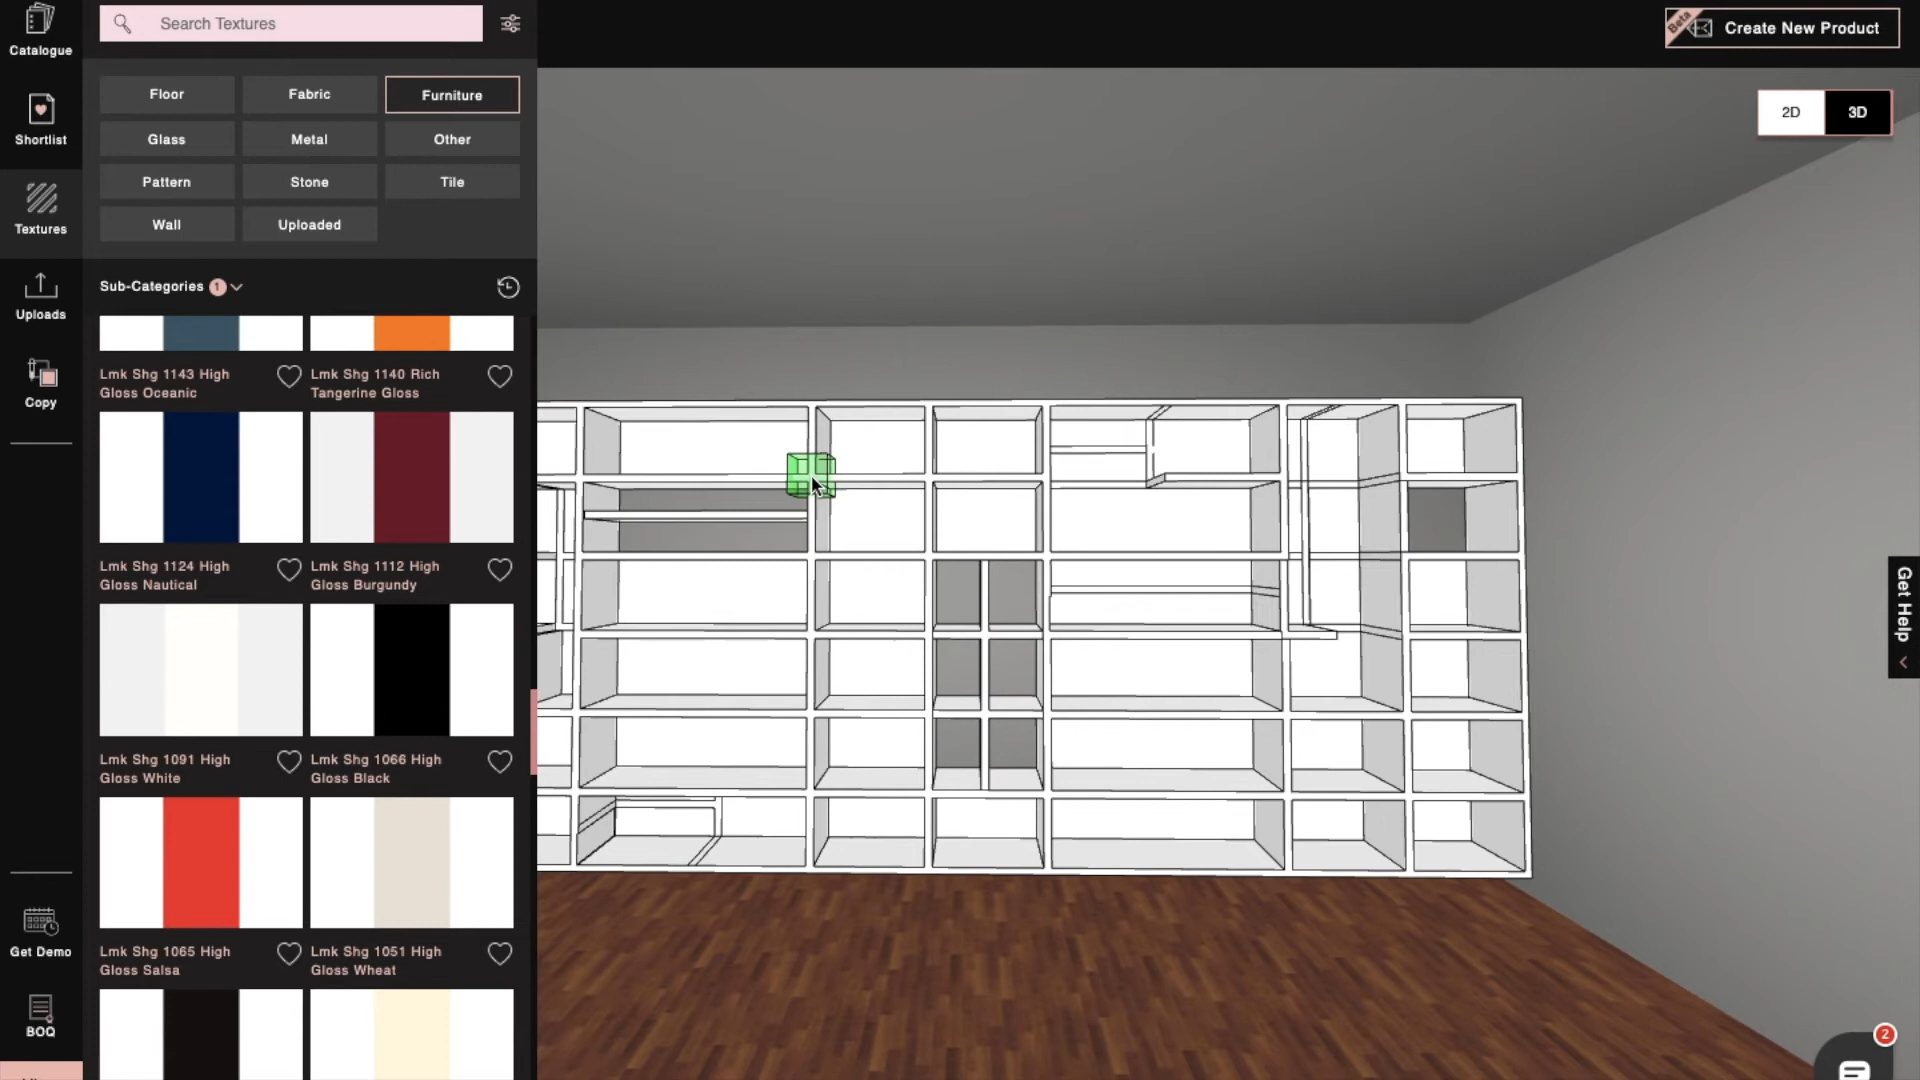 Catalogue
Shortlist
Textures
Uploads
Copy
Get Demo
BOQ
Search Textures
Floor
Fabric
Furniture
Glass
Metal
Other
Pattern
Stone
Tile
Wall
Uploaded
Sub-Categories 1
Lmk Shg 1143 High
Gloss Oceanic
Lmk Shg 1140 Rich
Tangerine Gloss
Lmk Shg 1124 High
Gloss Nautical
Lmk Shg 1112 High
Gloss Burgundy
Lmk Shg 1091 High
Gloss White
Lmk Shg 1066 High
Gloss Black
Lmk Shg 1065 High
Gloss Salsa
Lmk Shg 1051 High
Gloss Wheat
Beta
Create New Product
2D
3D
Get Help
2